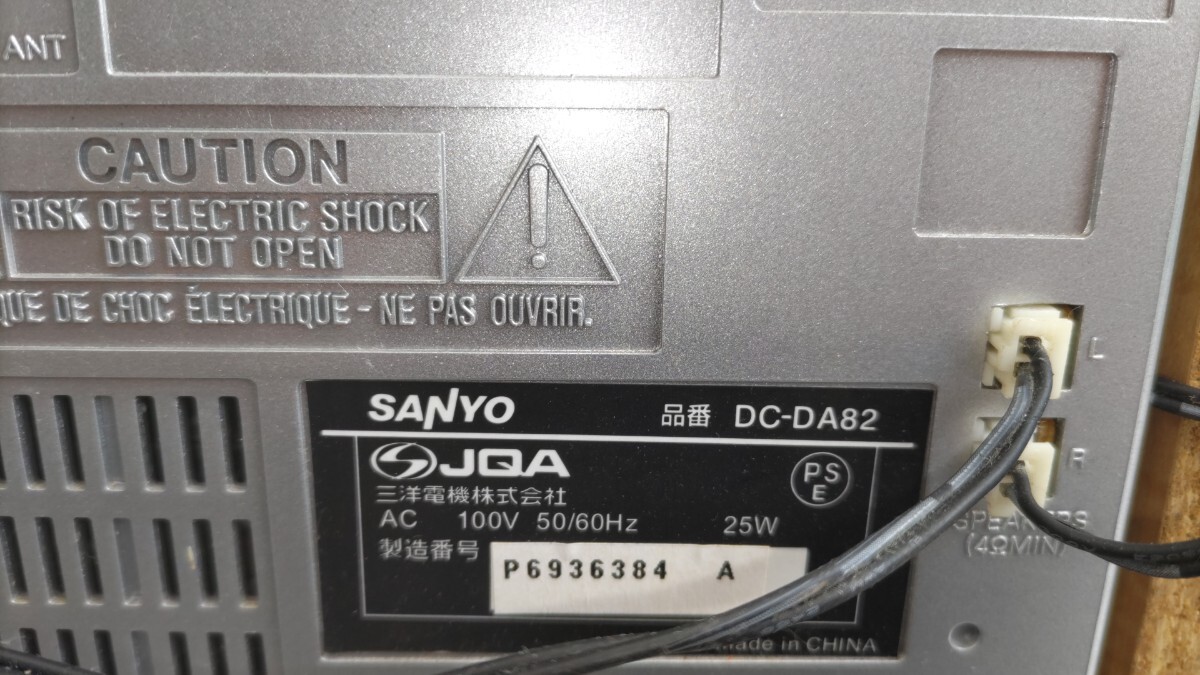 ANT
CAUTION
RISK OF ELECTRIC SHOCK
DO NOT OPEN
QUE DE CHOC ÉLECTRIQUE - NE PAS OUVRIR.
L
R
SPEAKERS
(4ΩMIN)
SANYO 品番 DC-DA82
JQA PS E
三洋電機株式会社
AC 100V 50/60Hz 25W
製造番号 P6936384 A
Made in CHINA